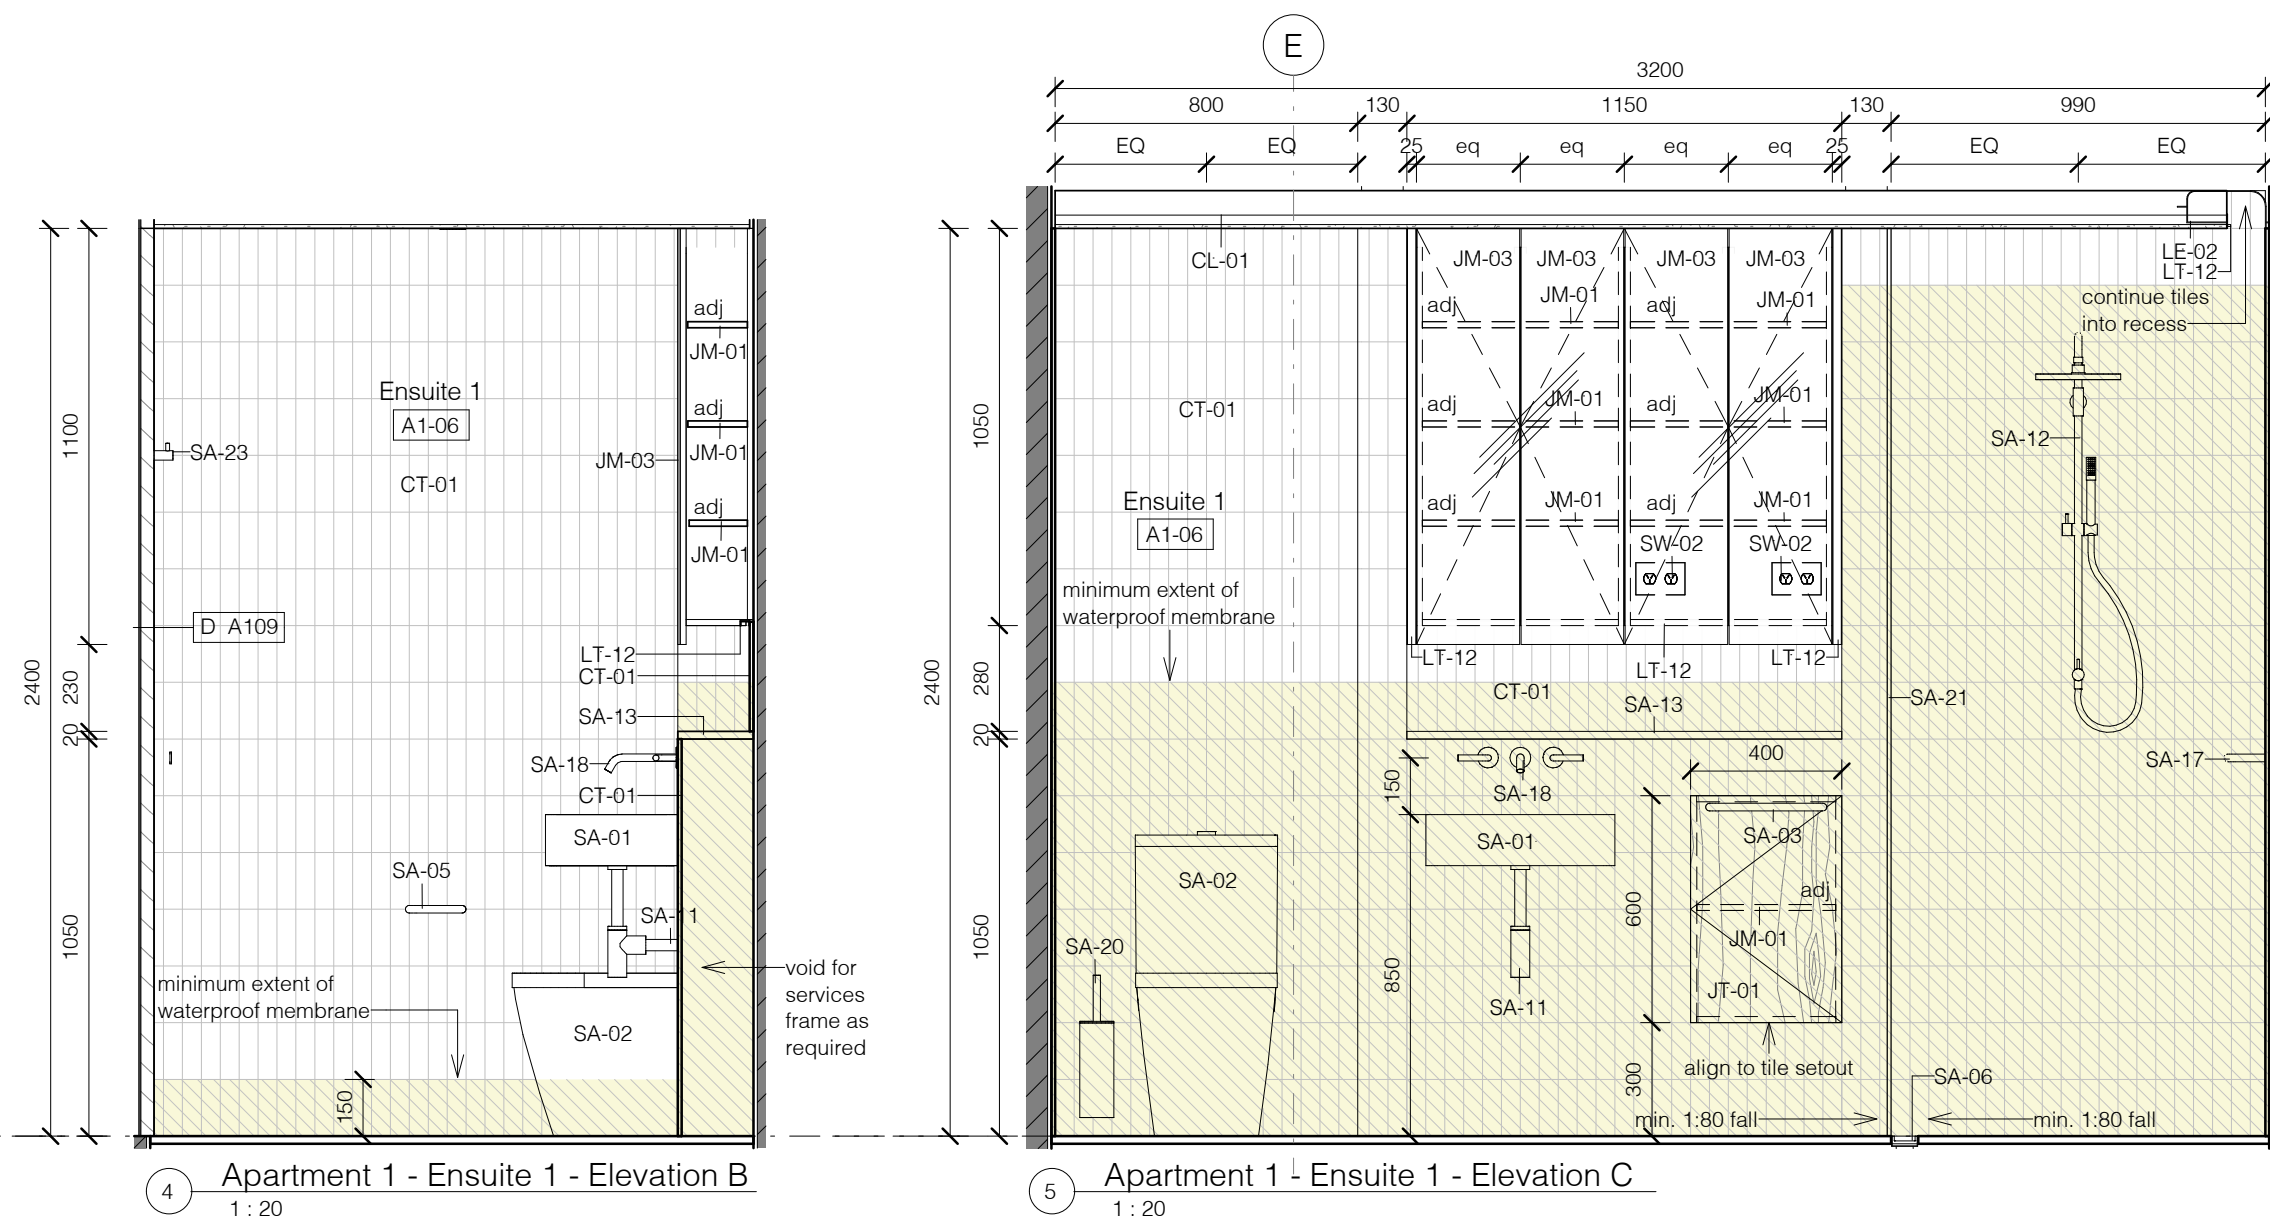 E
3200
800
130
1150
130
990
EQ
EQ
25
eq
eq
eq
eq
25
EQ
EQ
adj
JM-01
Ensuite 1
A1-06
adj
JM-01
SA-23
JM-03
CT-01
adj
JM-01
D A109
LT-12
CT-01
SA-13
SA-18
CT-01
SA-01
SA-05
SA-11
minimum extent of
waterproof membrane
void for
services
frame as
required
SA-02
150
2400
1100
230
20
1050
4
Apartment 1 - Ensuite 1 - Elevation B
1 : 20
CL-01
JM-03
JM-03
JM-03
JM-03
LE-02
LT-12
adj
JM-01
adj
JM-01
continue tiles
into recess
CT-01
adj
JM-01
adj
JM-01
SA-12
Ensuite 1
A1-06
adj
JM-01
adj
JM-01
SW-02
SW-02
minimum extent of
waterproof membrane
LT-12
LT-12
LT-12
CT-01
SA-13
SA-21
400
SA-17
150
SA-18
SA-01
SA-03
SA-02
adj
600
JM-01
SA-20
850
JT-01
SA-11
align to tile setout
300
SA-06
min. 1:80 fall
min. 1:80 fall
2400
1050
280
20
1050
5
Apartment 1 - Ensuite 1 - Elevation C
1 : 20